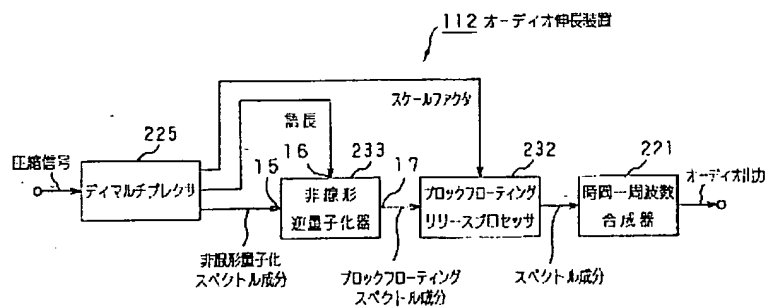 112 オーディオ伸長装置
スケールファクタ
語長
圧縮信号
225
ディマルチプレクサ
15
16
233
非線形
逆量子化器
17
232
ブロックフローティング
リリースプロセッサ
221
時間－周波数
合成器
オーディオ出力
非線形量子化
スペクトル成分
ブロックフローティング
スペクトル成分
スペクトル成分